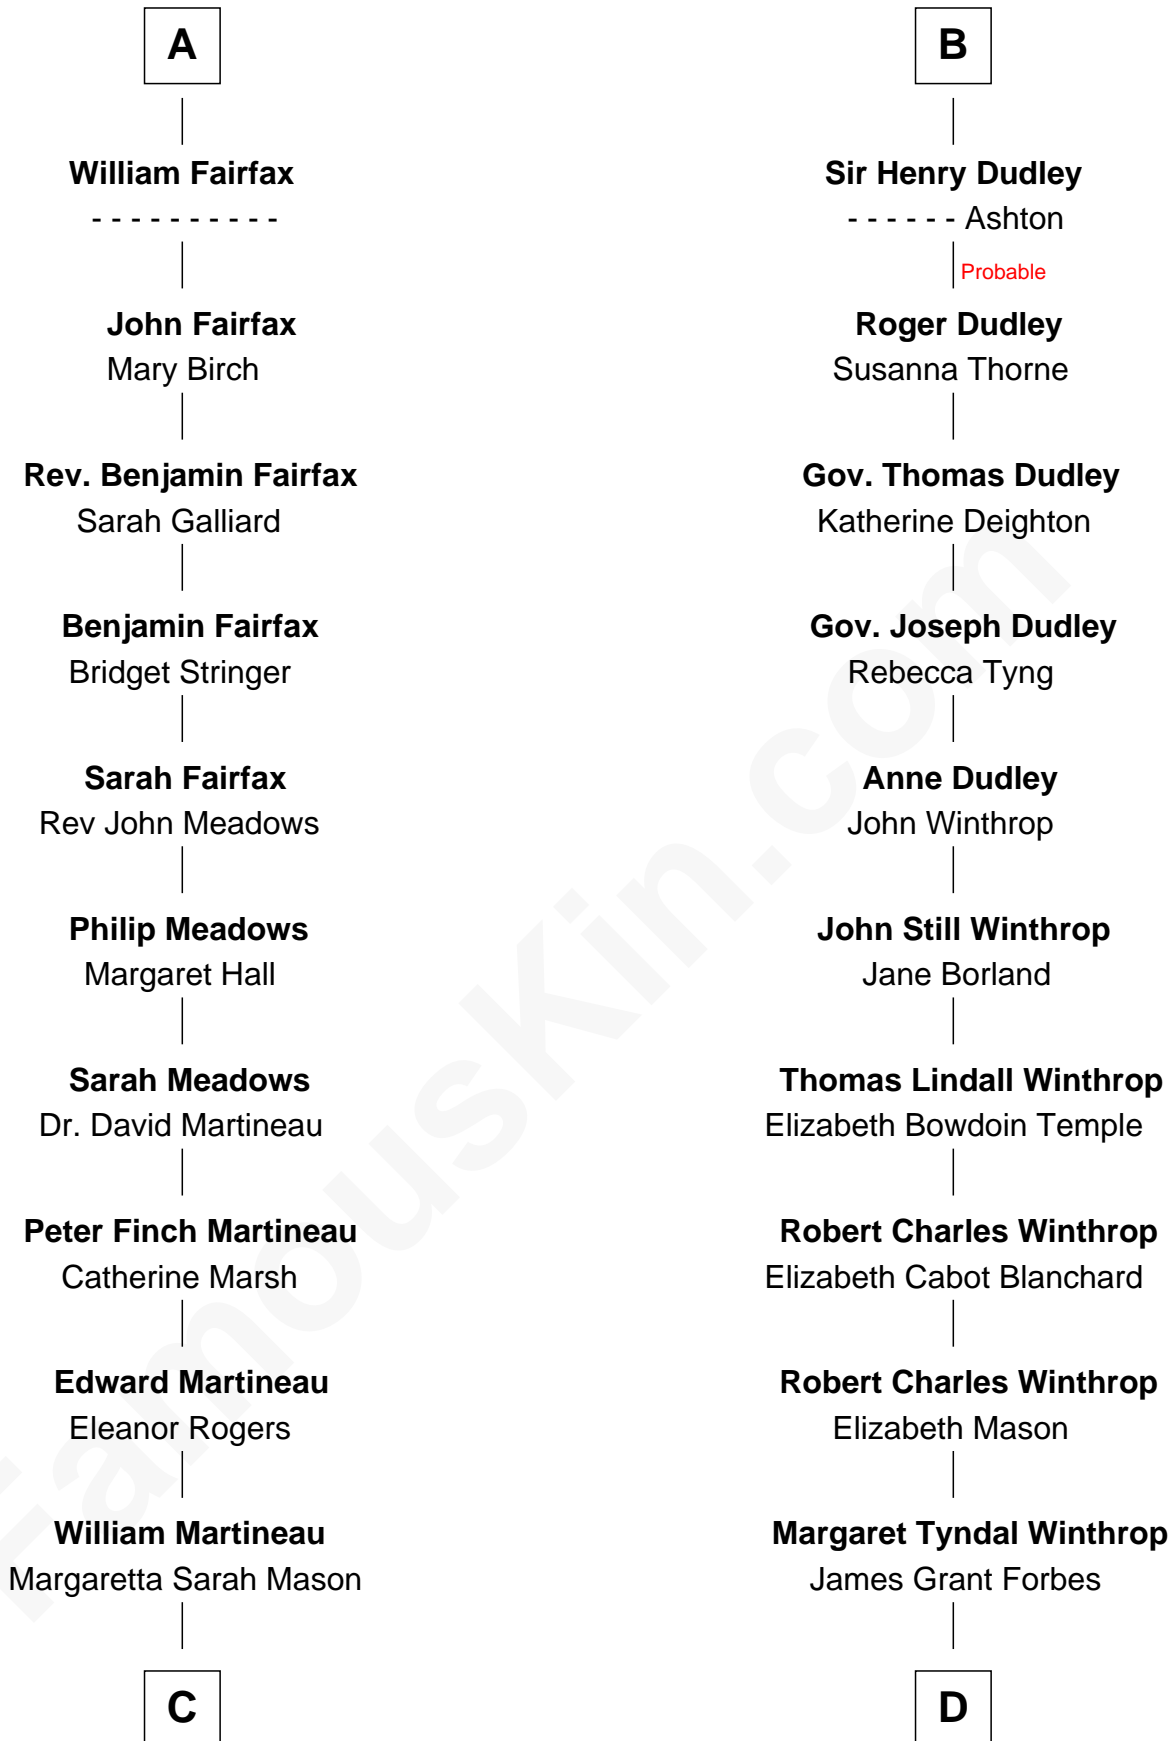 A
William Fairfax
- - - - - - - - - -
John Fairfax
Mary Birch
Rev. Benjamin Fairfax
Sarah Galliard
Benjamin Fairfax
Bridget Stringer
Sarah Fairfax
Rev John Meadows
Philip Meadows
Margaret Hall
Sarah Meadows
Dr. David Martineau
Peter Finch Martineau
Catherine Marsh
Edward Martineau
Eleanor Rogers
William Martineau
Margaretta Sarah Mason
C
B
Sir Henry Dudley
- - - - - - Ashton
Probable
Roger Dudley
Susanna Thorne
Gov. Thomas Dudley
Katherine Deighton
Gov. Joseph Dudley
Rebecca Tyng
Anne Dudley
John Winthrop
John Still Winthrop
Jane Borland
Thomas Lindall Winthrop
Elizabeth Bowdoin Temple
Robert Charles Winthrop
Elizabeth Cabot Blanchard
Robert Charles Winthrop
Elizabeth Mason
Margaret Tyndal Winthrop
James Grant Forbes
D
FamousKin.com